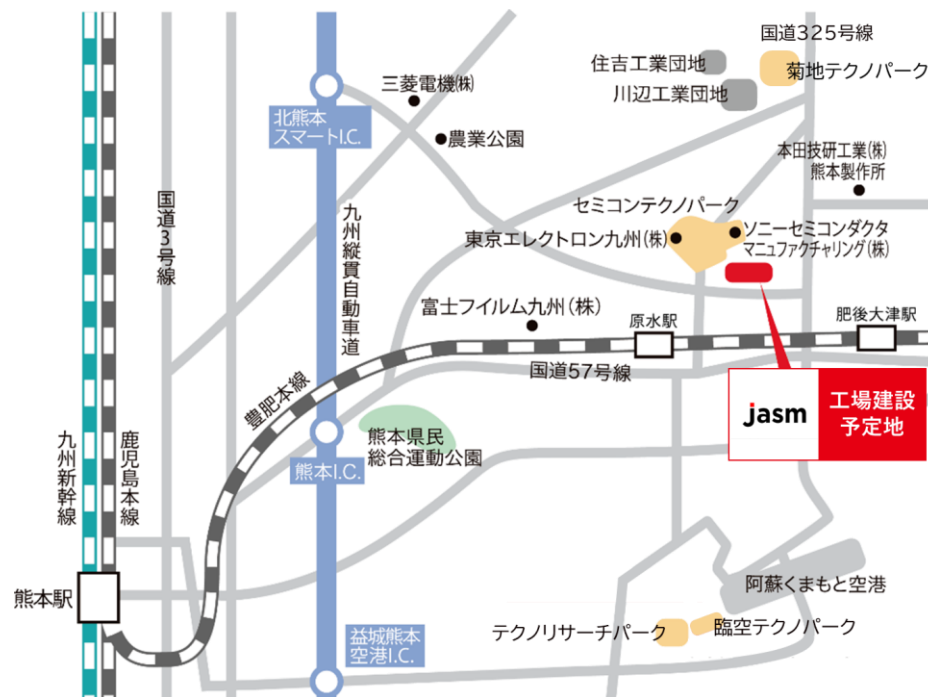 国道325号線
住吉工業団地
菊地テクノパーク
川辺工業団地
三菱電機(株)
北熊本
スマートI.C.
農業公園
本田技研工業(株)
熊本製作所
国道3号線
九州縦貫自動車道
セミコンテクノパーク
東京エレクトロン九州(株)
ソニーセミコンダクタ
マニュファクチャリング(株)
富士フイルム九州(株)
原水駅
肥後大津駅
国道57号線
豊肥本線
jasm
工場建設
予定地
熊本県民
総合運動公園
熊本I.C.
九州新幹線
鹿児島本線
熊本駅
阿蘇くまもと空港
テクノリサーチパーク
臨空テクノパーク
益城熊本
空港I.C.